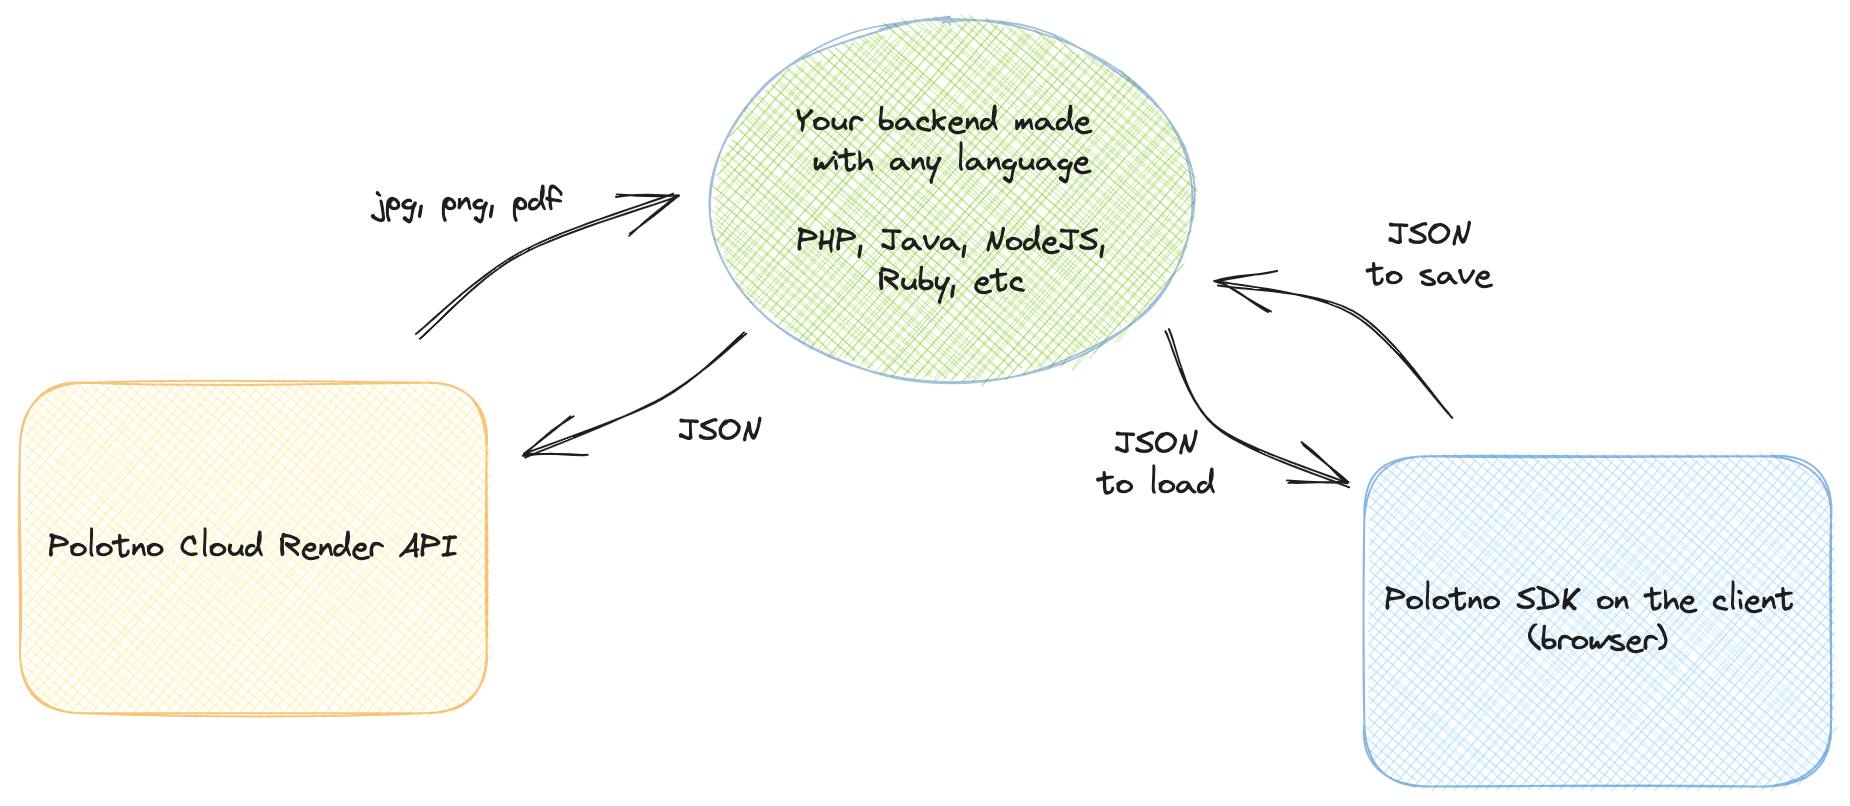 Your backend made
with any language
PHP, Java, NodeJS,
Ruby, etc
jpg, png, pdf
JSON
to save
JSON
JSON
to load
Polotno Cloud Render API
Polotno SDK on the client
(browser)